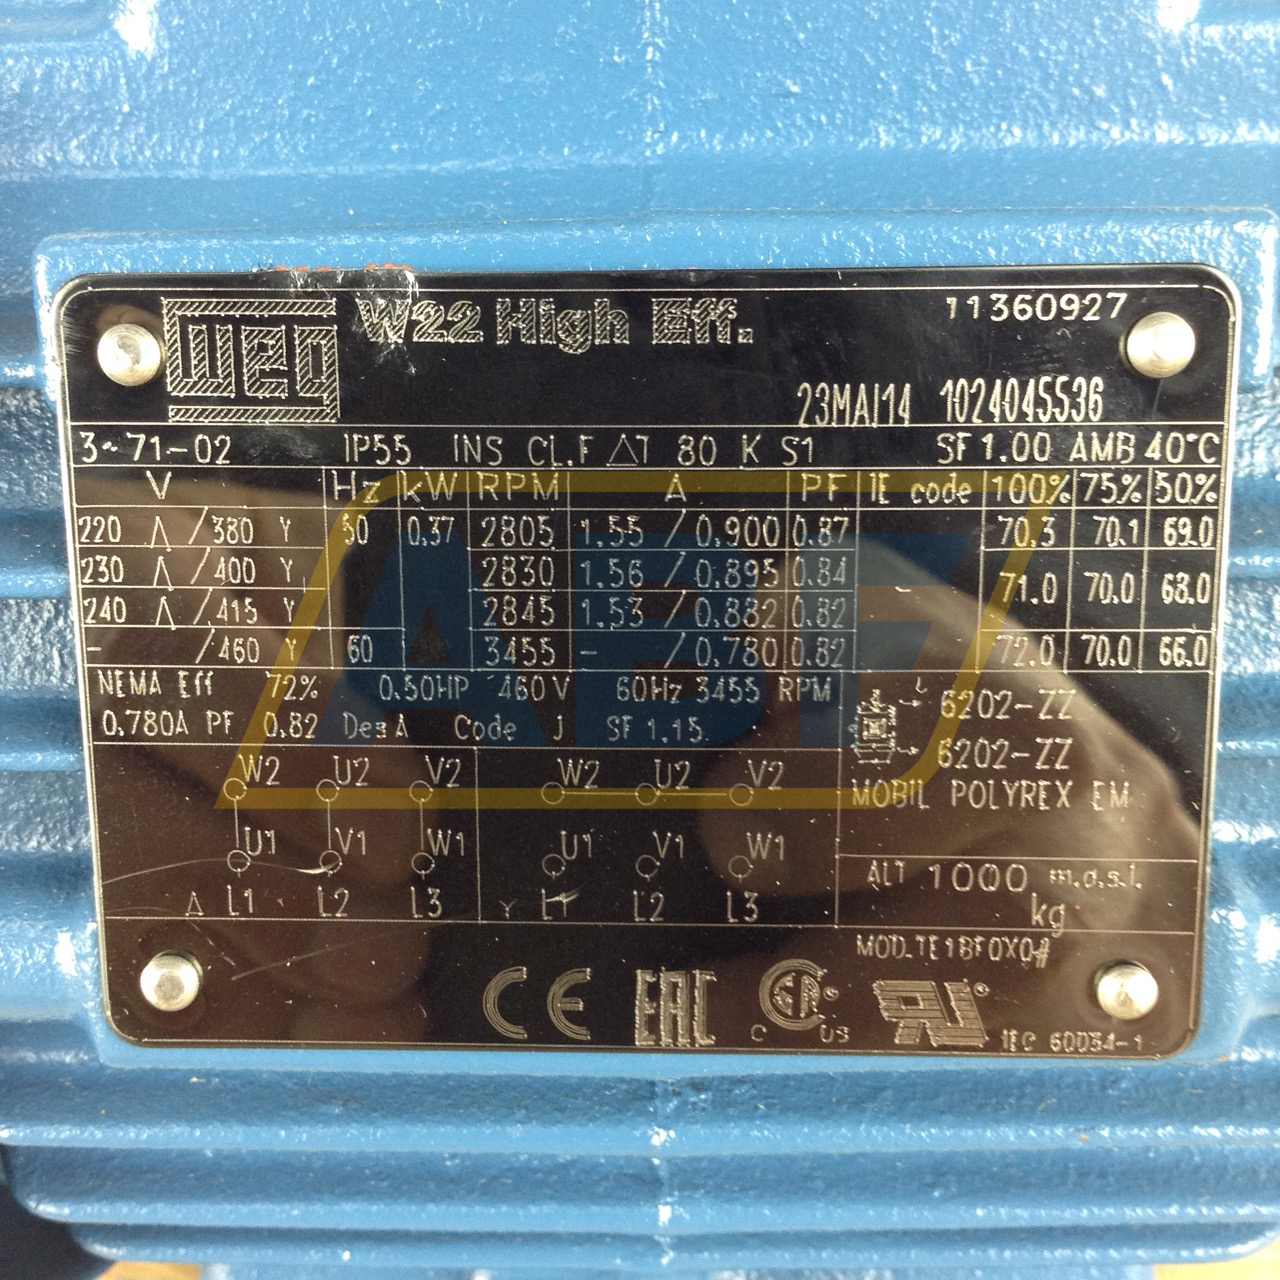 WEG W22 High Eff. 11360927
23MAI14 1024045536
3~71-02 IP55 INS CL.F ΔT 80 K S1 SF 1.00 AMB 40°C
V Hz kW RPM A PF IE code 100% 75% 50%
220 Δ / 380 Y 50 0.37 2805 1.55 / 0.900 0.87 - 70.3 70.1 69.0
230 Δ / 400 Y 2830 1.56 / 0.895 0.84 71.0 70.0 68.0
240 Δ / 415 Y 2845 1.53 / 0.882 0.82
- / 460 Y 60 3455 - / 0.780 0.82 72.0 70.0 66.0
NEMA Eff 72% 0.50HP 460V 60Hz 3455 RPM
0.780A PF 0.82 Des A Code J SF 1.15
6202-ZZ
6202-ZZ
MOBIL POLYREX EM
W2 U2 V2 W2 U2 V2
U1 V1 W1 U1 V1 W1
Δ L1 L2 L3 Y L1 L2 L3
ALT 1000 m.a.s.l.
kg
MOD.TE1BF0X0#
CE EAC C SA® US RU®
IEC 60034-1
ABF